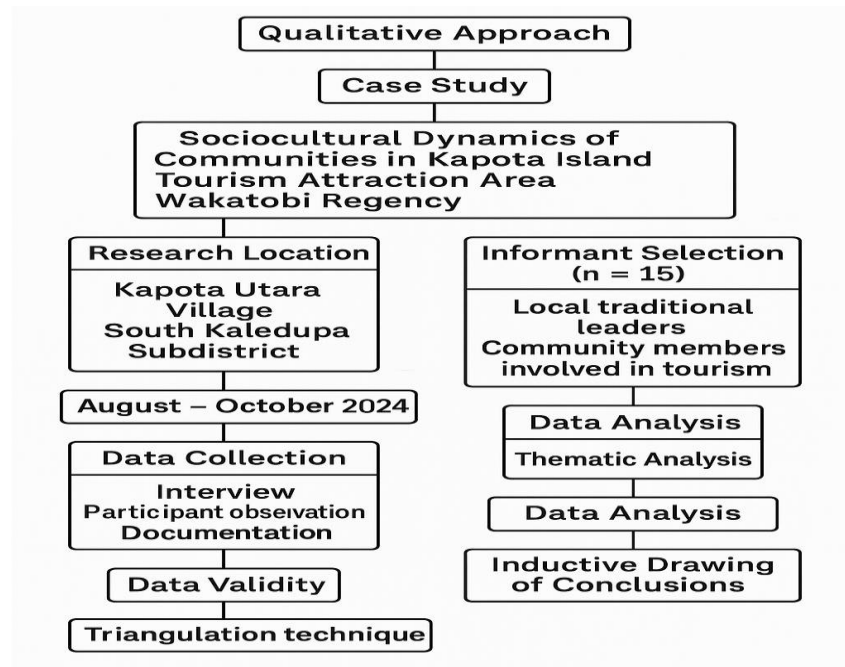 Qualitative Approach
Case Study
Sociocultural Dynamics of
Communities in Kapota Island
Tourism Attraction Area
Wakatobi Regency
Research Location
Kapota Utara
Village
South Kaledupa
Subdistrict
August – October 2024
Data Collection
Interview
Participant obseıvation
Documentation
Data Validity
Triangulation technique
Informant Selection
(n = 15)
Local traditional
leaders
Community members
involved in tourism
Data Analysis
Thematic Analysis
Data Analysis
Inductive Drawing
of Conclusions